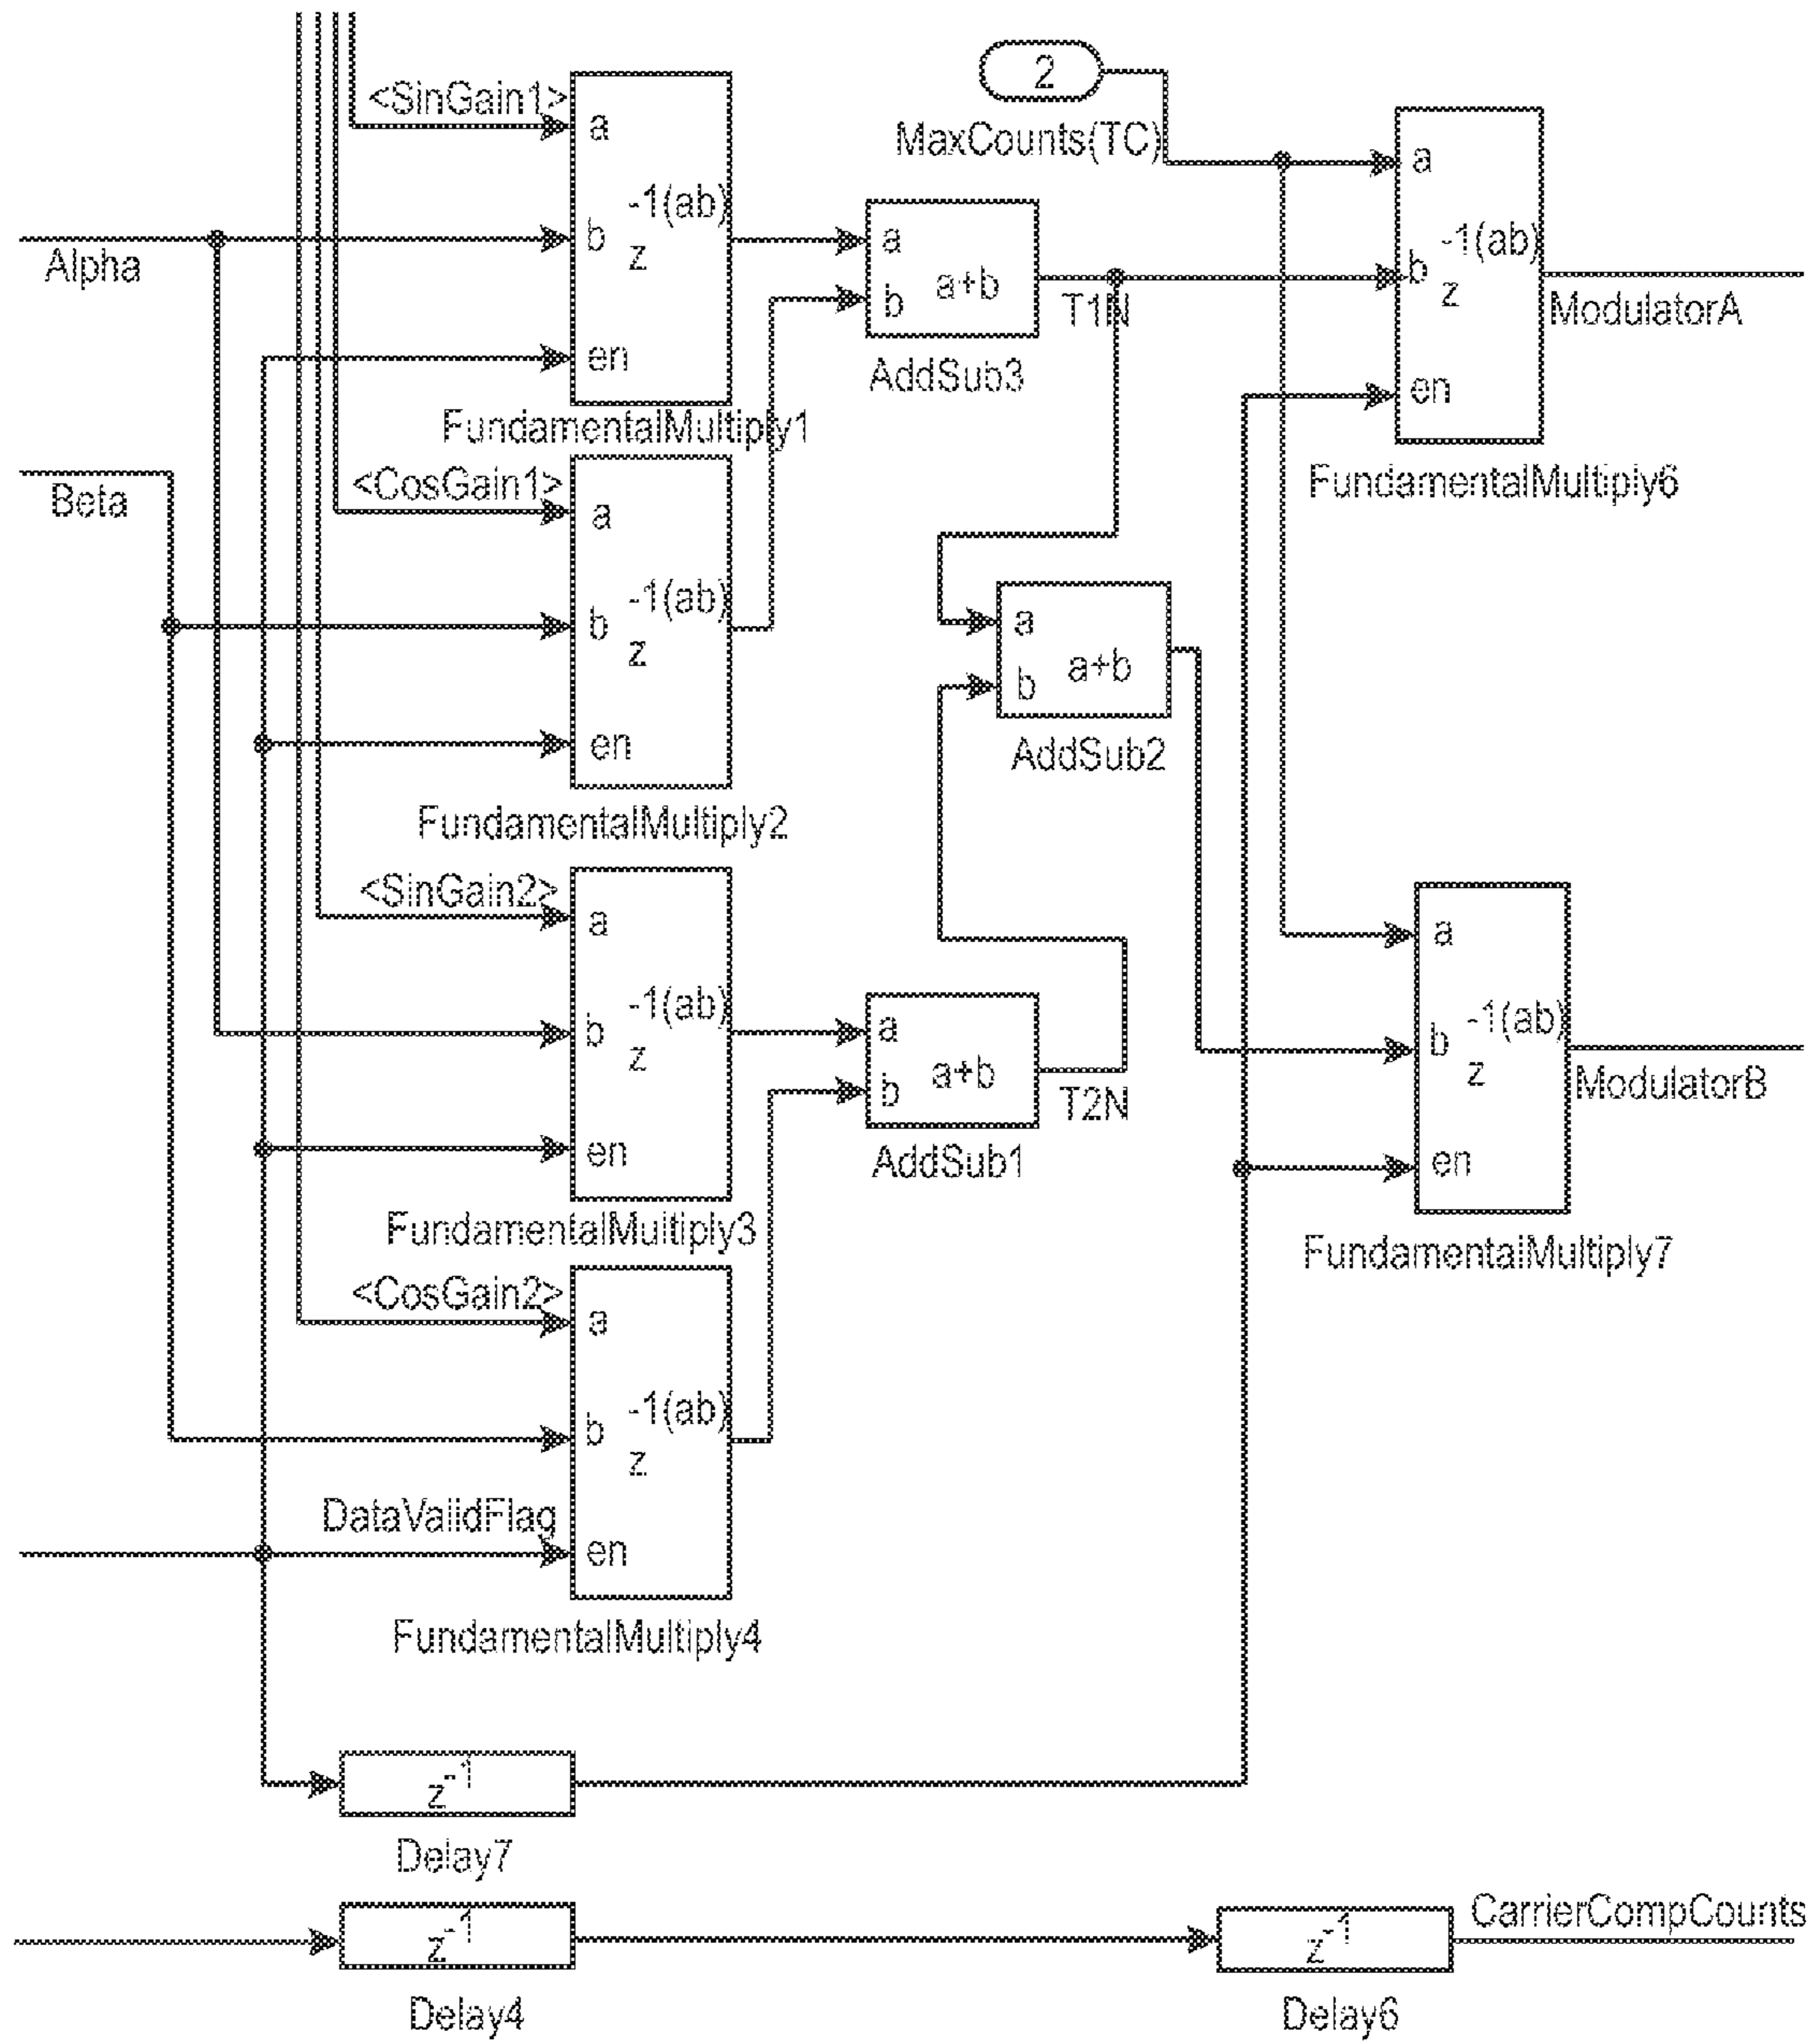 <SinGain1>
a
-1(ab)
b
z
en
FundamentalMultiply1
Alpha
2
MaxCounts(TC)
a
b
a+b
T1N
AddSub3
a
-1(ab)
b
z
en
FundamentalMultiply6
ModulatorA
Beta
<CosGain1>
a
-1(ab)
b
z
en
FundamentalMultiply2
a
b
a+b
AddSub2
<SinGain2>
a
-1(ab)
b
z
en
FundamentalMultiply3
a
b
a+b
T2N
AddSub1
a
-1(ab)
b
z
en
FundamentalMultiply7
ModulatorB
<CosGain2>
a
-1(ab)
b
z
DataValidFlag
en
FundamentalMultiply4
z-1
Delay7
z-1
Delay4
z-1
Delay6
CarrierCompCounts